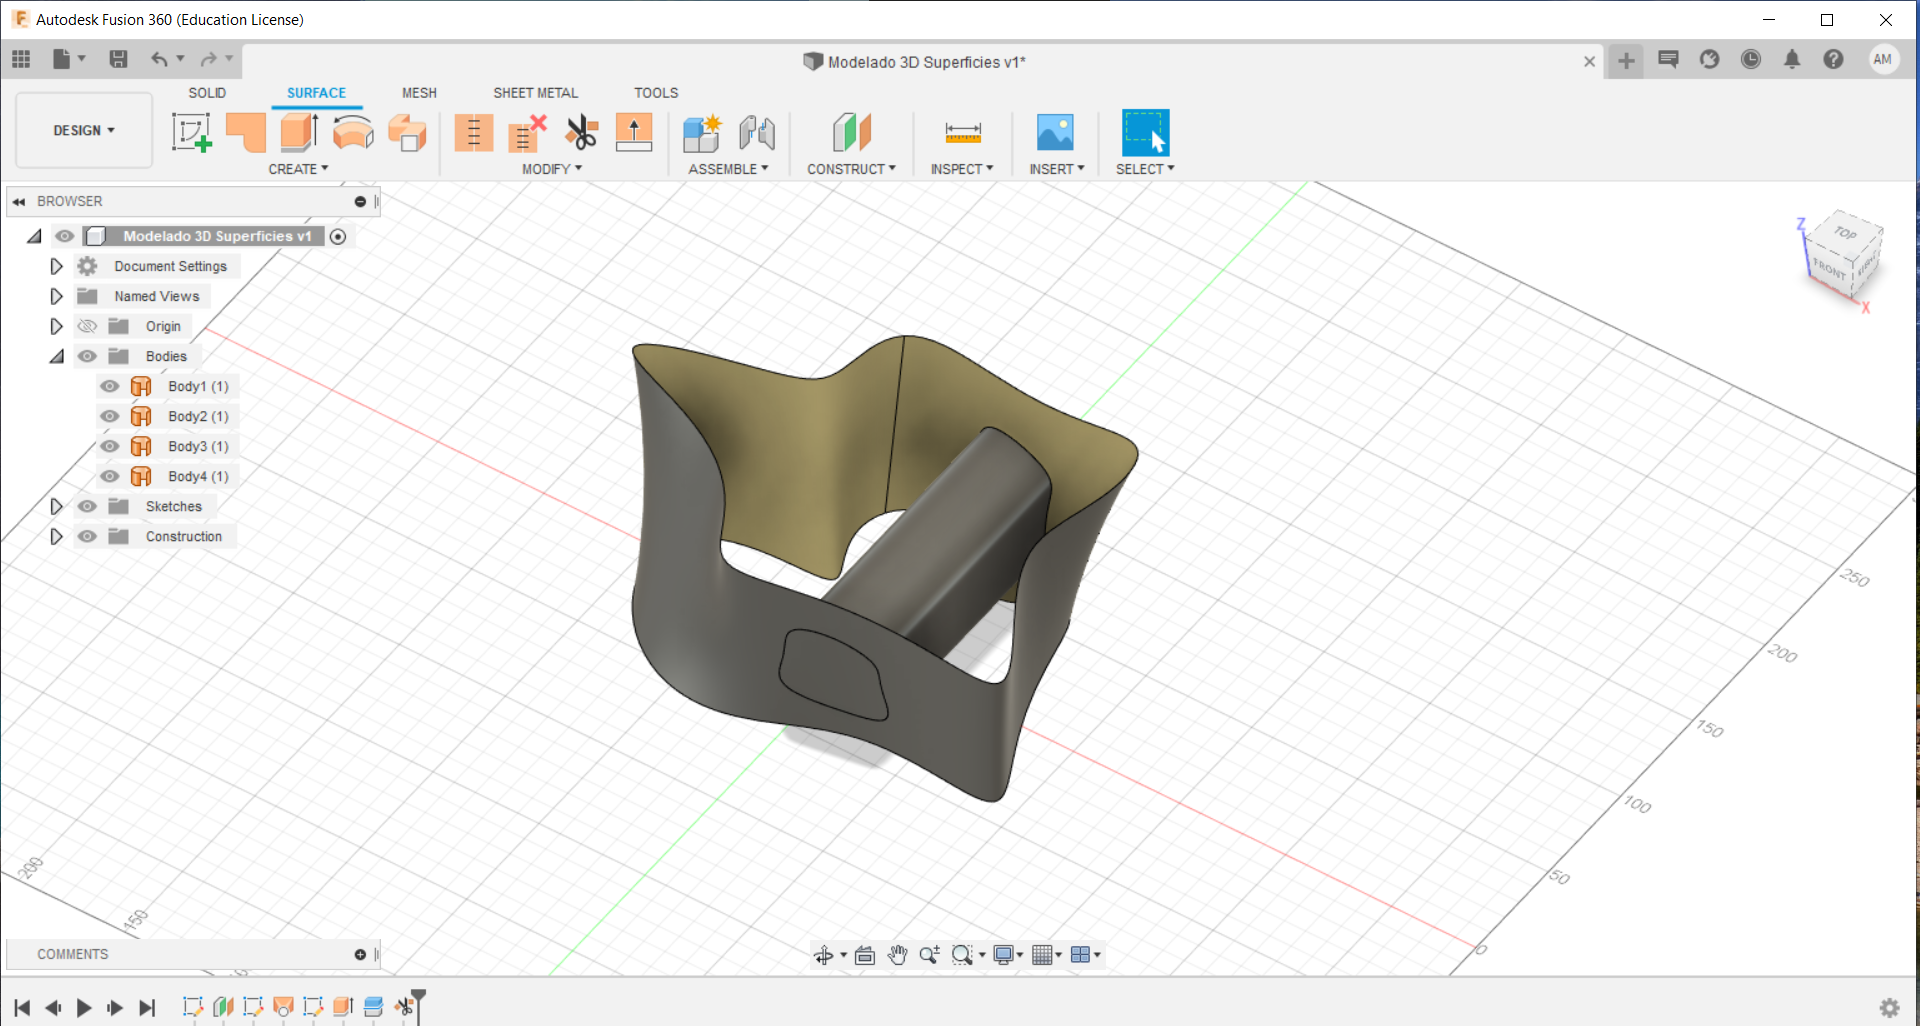 Autodesk Fusion 360 (Education License)
Modelado 3D Superficies v1*
AM
SOLID
SURFACE
MESH
SHEET METAL
TOOLS
DESIGN
CREATE
MODIFY
ASSEMBLE
CONSTRUCT
INSPECT
INSERT
SELECT
BROWSER
Modelado 3D Superficies v1
Document Settings
Named Views
Origin
Bodies
Body1 (1)
Body2 (1)
Body3 (1)
Body4 (1)
Sketches
Construction
Z
TOP
FRONT
RIGHT
X
250
200
150
100
50
0
200
150
COMMENTS